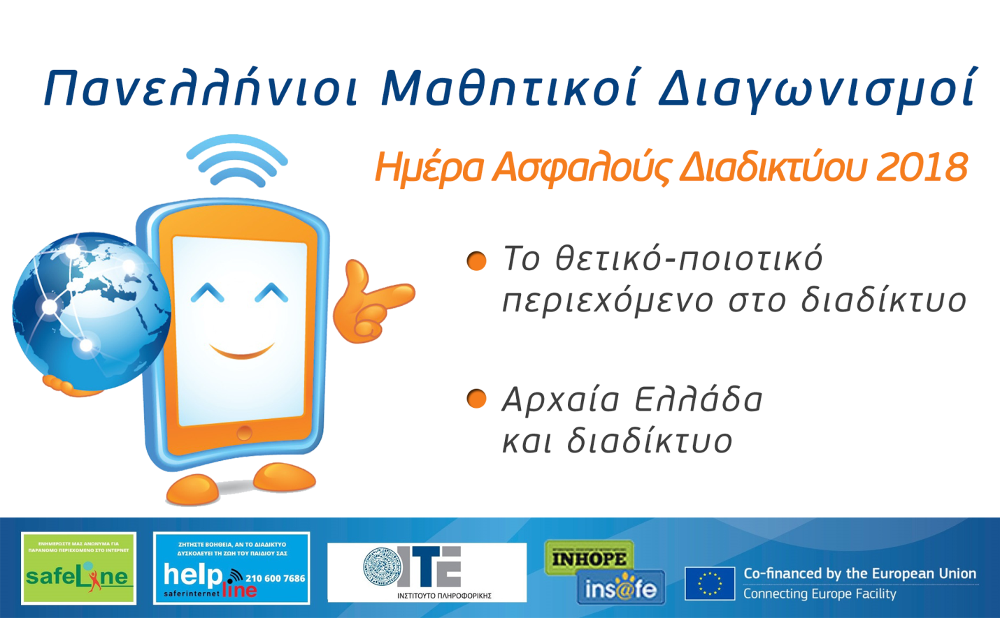 Πανελλήνιοι Μαθητικοί Διαγωνισμοί
Ημέρα Ασφαλούς Διαδικτύου 2018
Το θετικό-ποιοτικό
περιεχόμενο στο διαδίκτυο
Αρχαία Ελλάδα
και διαδίκτυο
ΕΝΗΜΕΡΩΣΤΕ ΜΑΣ ΑΝΩΝΥΜΑ ΓΙΑ
ΠΑΡΑΝΟΜΟ ΠΕΡΙΕΧΟΜΕΝΟ ΣΤΟ ΙΝΤΕΡΝΕΤ
safeLine
ΖΗΤΗΣΤΕ ΒΟΗΘΕΙΑ, ΑΝ ΤΟ ΔΙΑΔΙΚΤΥΟ
ΔΥΣΚΟΛΕΥΕΙ ΤΗ ΖΩΗ ΤΟΥ ΠΑΙΔΙΟΥ ΣΑΣ
help
210 600 7686
saferinternet line
ΙΤΕ
ΙΝΣΤΙΤΟΥΤΟ ΠΛΗΡΟΦΟΡΙΚΗΣ
INHOPE
ins@fe
Co-financed by the European Union
Connecting Europe Facility